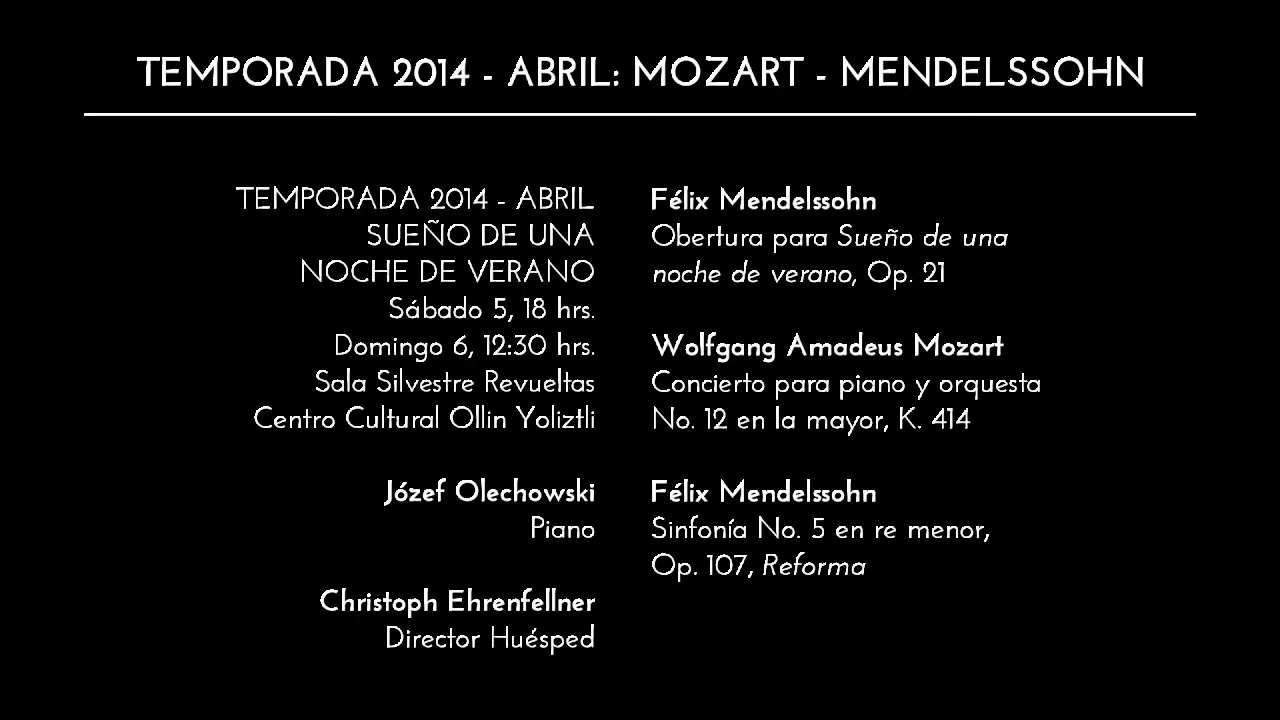 TEMPORADA 2014 - ABRIL: MOZART - MENDELSSOHN
TEMPORADA 2014 - ABRIL
SUEÑO DE UNA
NOCHE DE VERANO
Sábado 5, 18 hrs.
Domingo 6, 12:30 hrs.
Sala Silvestre Revueltas
Centro Cultural Ollin Yoliztli
Józef Olechowski
Piano
Christoph Ehrenfellner
Director Huésped
Félix Mendelssohn
Obertura para Sueño de una
noche de verano, Op. 21
Wolfgang Amadeus Mozart
Concierto para piano y orquesta
No. 12 en la mayor, K. 414
Félix Mendelssohn
Sinfonía No. 5 en re menor,
Op. 107, Reforma